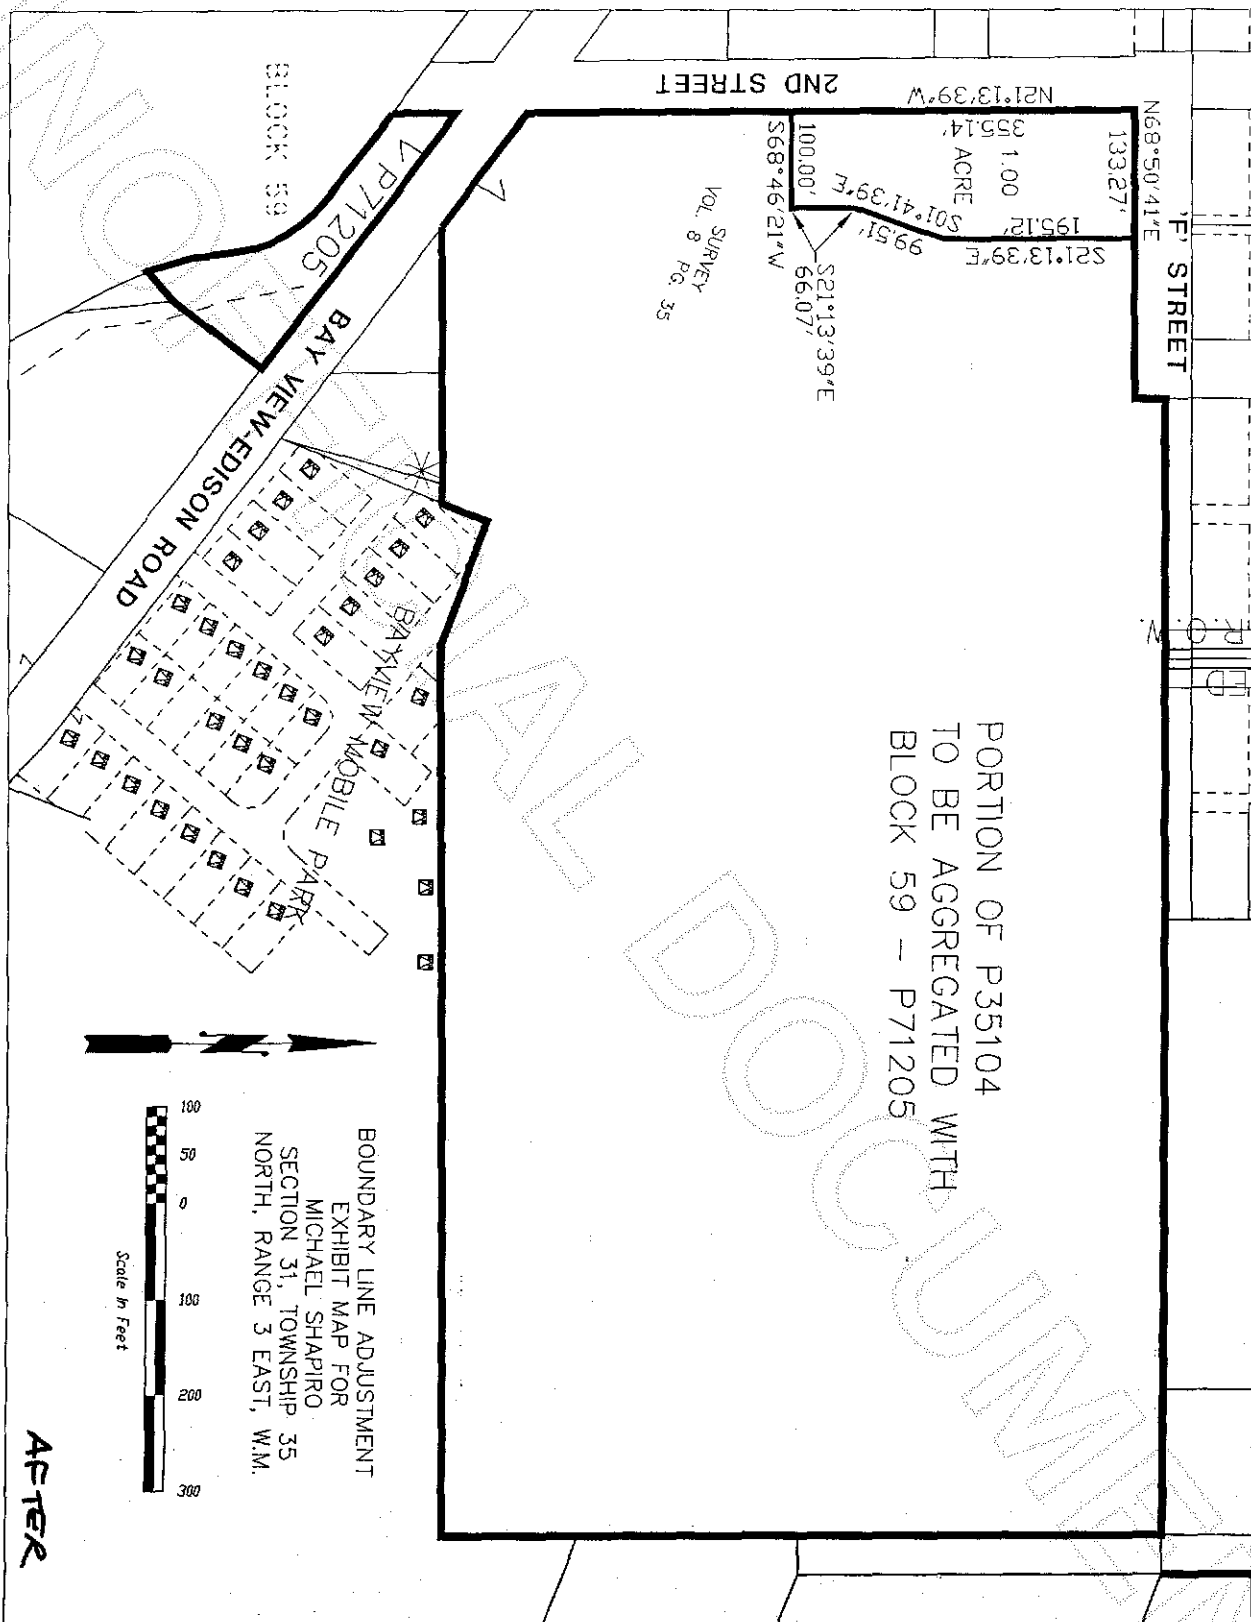 'F' STREET
N68°50'41"E
133.27'
2ND STREET
N21°13'39"W
355.14'
1.00
ACRE
S21°13'39"E
195.12'
S01°41'39"E
99.51'
S21°13'39"E
66.07'
100.00'
S68°46'21"W
VOL. 8 PG. 35
SURVEY
R.O.W.
ED
PORTION OF P35104
TO BE AGGREGATED WITH
BLOCK 59 - P71205
BLOCK 59
P71205
BAY VIEW-EDISON ROAD
BAYVIEW MOBILE PARK
BOUNDARY LINE ADJUSTMENT
EXHIBIT MAP FOR
MICHAEL SHAPIRO
SECTION 31, TOWNSHIP 35
NORTH, RANGE 3 EAST, W.M.
100 50 0 100 200 300
Scale In Feet
AFTER
UNOFFICIAL DOCUMENT